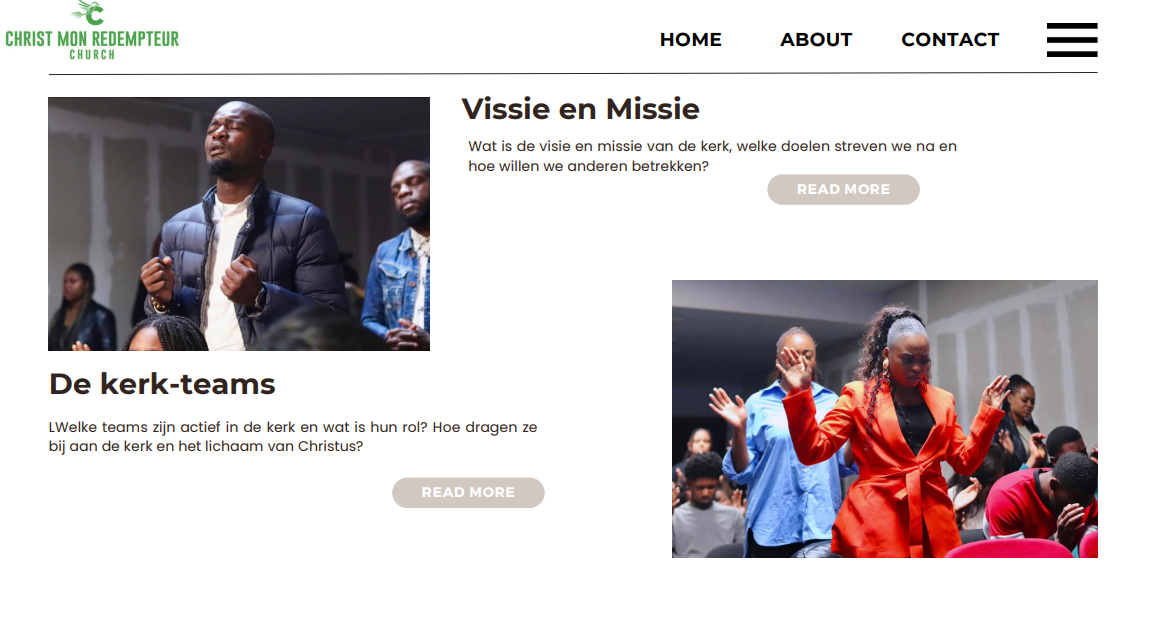 CHRIST MON REDEMPTEUR
CHURCH
HOME ABOUT CONTACT
Vissie en Missie
Wat is de visie en missie van de kerk, welke doelen streven we na en
hoe willen we anderen betrekken?
READ MORE
De kerk-teams
LWelke teams zijn actief in de kerk en wat is hun rol? Hoe dragen ze
bij aan de kerk en het lichaam van Christus?
READ MORE